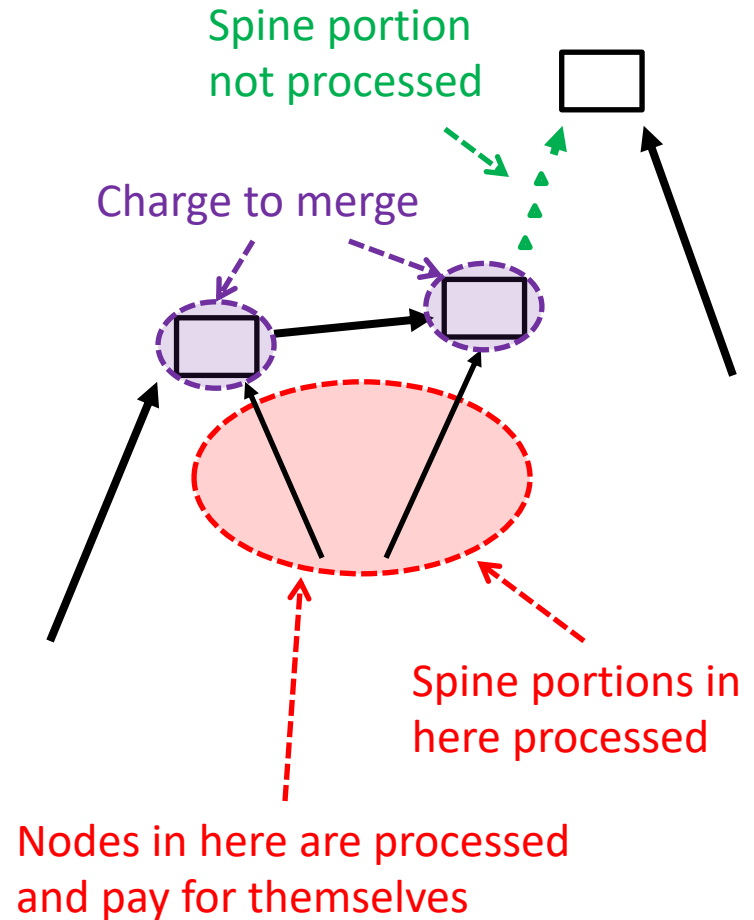 Spine portion
not processed
Charge to merge
Spine portions in
here processed
Nodes in here are processed
and pay for themselves